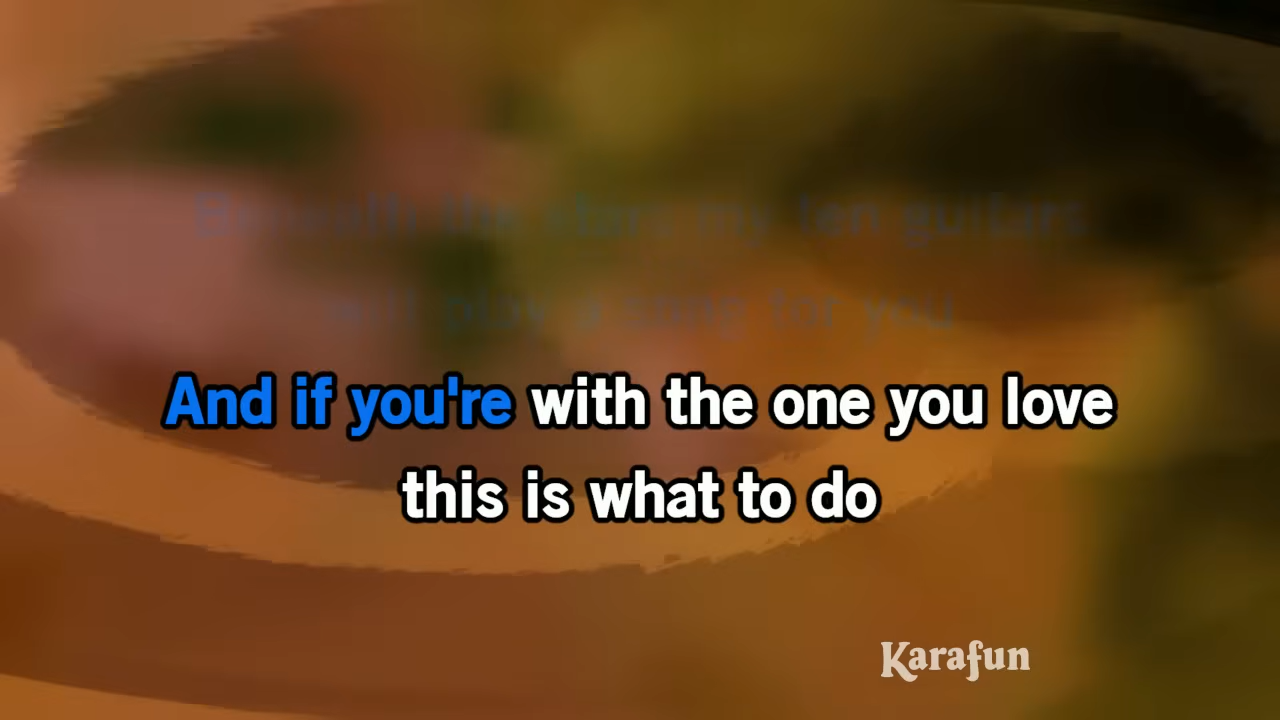 Beneath the stars my ten guitars
will play a song for you
And if you're with the one you love
this is what to do
Karafun